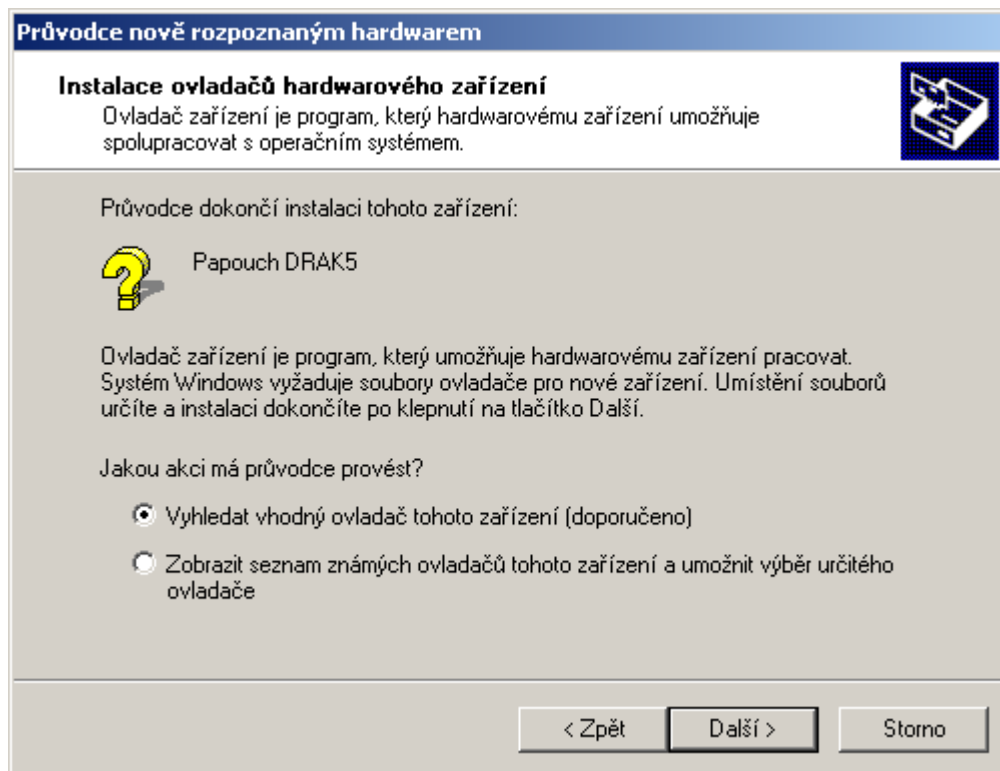 Průvodce nově rozpoznaným hardwarem
Instalace ovladačů hardwarového zařízení
Ovladač zařízení je program, který hardwarovému zařízení umožňuje
spolupracovat s operačním systémem.
Průvodce dokončí instalaci tohoto zařízení:
Papouch DRAK5
Ovladač zařízení je program, který umožňuje hardwarovému zařízení pracovat.
Systém Windows vyžaduje soubory ovladače pro nové zařízení. Umístění souborů
určíte a instalaci dokončíte po klepnutí na tlačítko Další.
Jakou akci má průvodce provést?
Vyhledat vhodný ovladač tohoto zařízení (doporučeno)
Zobrazit seznam známých ovladačů tohoto zařízení a umožnit výběr určitého
ovladače
< Zpět Další > Storno